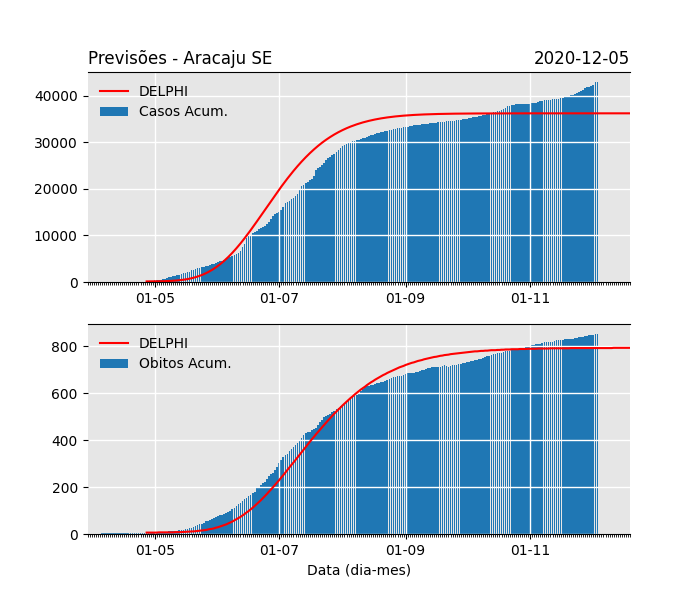 Previsões - Aracaju SE 2020-12-05
DELPHI
Casos Acum.
40000
30000
20000
10000
0
01-05 01-07 01-09 01-11
DELPHI
Obitos Acum.
800
600
400
200
0
01-05 01-07 01-09 01-11
Data (dia-mes)